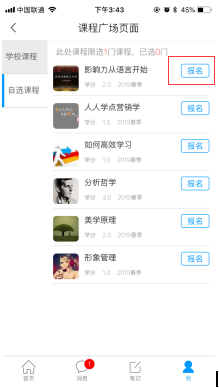 中国联通 下午3:43 45%
课程广场页面
学校课程
自选课程
此处课程限选1门课程，已选0门
影响力从语言开始 报名
学分 2.0 2019春季
人人学点营销学 报名
学分 3.0 2019春季
如何高效学习 报名
学分 1.0 2019春季
分析哲学 报名
学分 3.0 2019春季
美学原理 报名
学分 3.0 2019春季
形象管理 报名
学分 1.0 2019春季
1
首页 消息 笔记 我